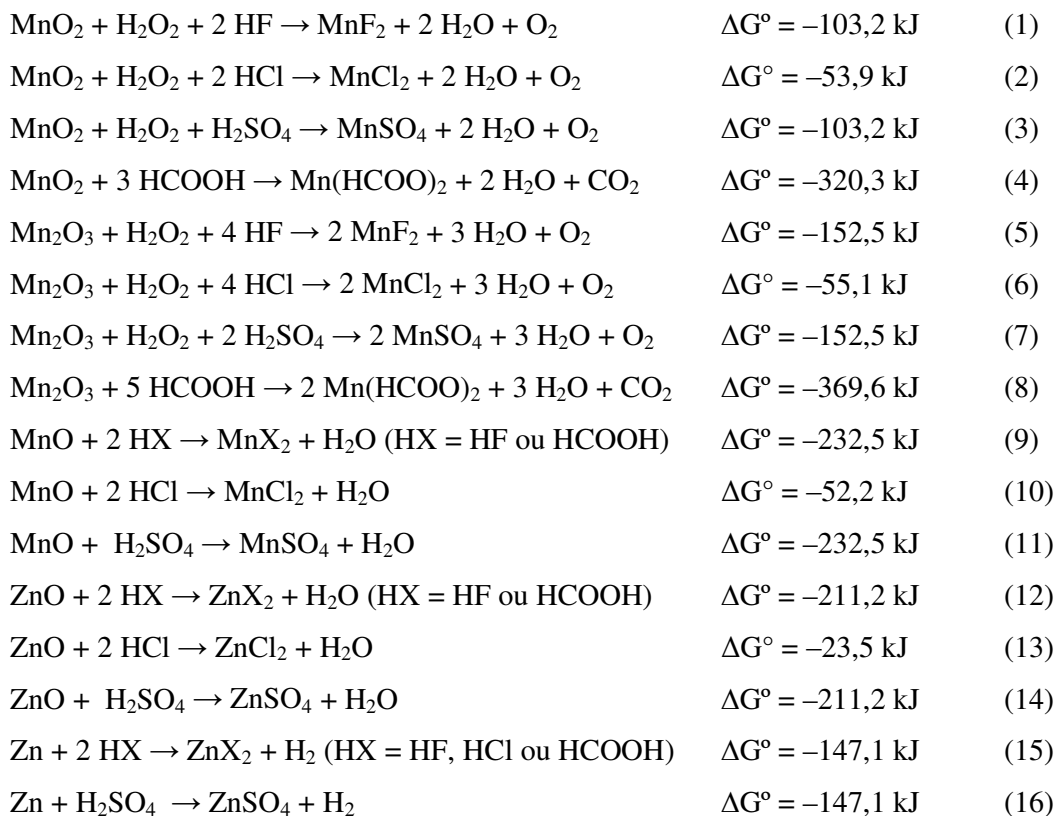 MnO₂ + H₂O₂ + 2 HF → MnF₂ + 2 H₂O + O₂ ΔGº = –103,2 kJ (1)
MnO₂ + H₂O₂ + 2 HCl → MnCl₂ + 2 H₂O + O₂ ΔG° = –53,9 kJ (2)
MnO₂ + H₂O₂ + H₂SO₄ → MnSO₄ + 2 H₂O + O₂ ΔGº = –103,2 kJ (3)
MnO₂ + 3 HCOOH → Mn(HCOO)₂ + 2 H₂O + CO₂ ΔGº = –320,3 kJ (4)
Mn₂O₃ + H₂O₂ + 4 HF → 2 MnF₂ + 3 H₂O + O₂ ΔGº = –152,5 kJ (5)
Mn₂O₃ + H₂O₂ + 4 HCl → 2 MnCl₂ + 3 H₂O + O₂ ΔG° = –55,1 kJ (6)
Mn₂O₃ + H₂O₂ + 2 H₂SO₄ → 2 MnSO₄ + 3 H₂O + O₂ ΔGº = –152,5 kJ (7)
Mn₂O₃ + 5 HCOOH → 2 Mn(HCOO)₂ + 3 H₂O + CO₂ ΔGº = –369,6 kJ (8)
MnO + 2 HX → MnX₂ + H₂O (HX = HF ou HCOOH) ΔGº = –232,5 kJ (9)
MnO + 2 HCl → MnCl₂ + H₂O ΔG° = –52,2 kJ (10)
MnO + H₂SO₄ → MnSO₄ + H₂O ΔGº = –232,5 kJ (11)
ZnO + 2 HX → ZnX₂ + H₂O (HX = HF ou HCOOH) ΔGº = –211,2 kJ (12)
ZnO + 2 HCl → ZnCl₂ + H₂O ΔG° = –23,5 kJ (13)
ZnO + H₂SO₄ → ZnSO₄ + H₂O ΔGº = –211,2 kJ (14)
Zn + 2 HX → ZnX₂ + H₂ (HX = HF, HCl ou HCOOH) ΔGº = –147,1 kJ (15)
Zn + H₂SO₄ → ZnSO₄ + H₂ ΔGº = –147,1 kJ (16)